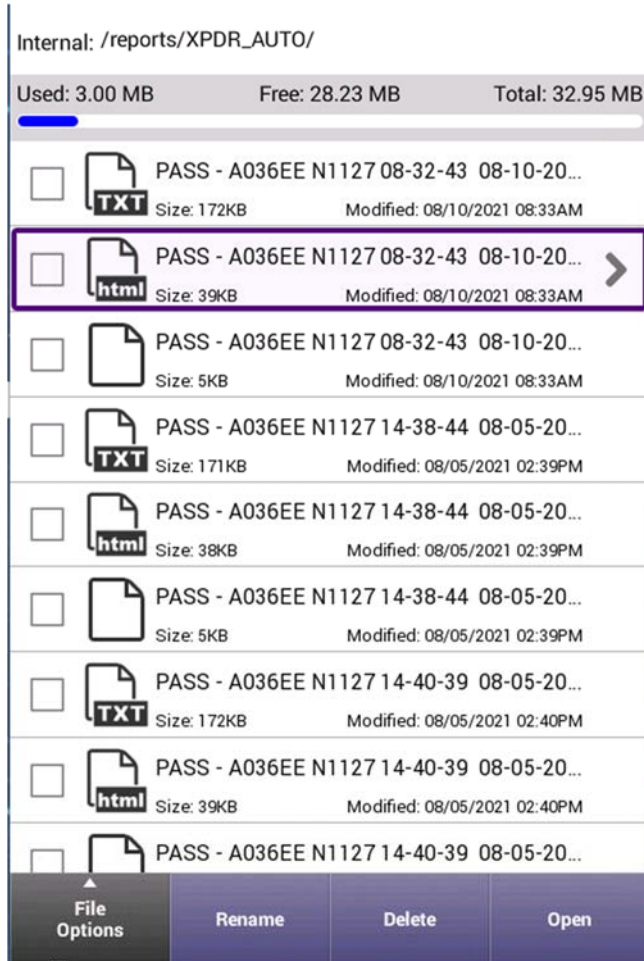 Internal: /reports/XPDR_AUTO/
Used: 3.00 MB Free: 28.23 MB Total: 32.95 MB
PASS - A036EE N1127 08-32-43 08-10-20...
TXT Size: 172KB Modified: 08/10/2021 08:33AM
PASS - A036EE N1127 08-32-43 08-10-20...
html Size: 39KB Modified: 08/10/2021 08:33AM
PASS - A036EE N1127 08-32-43 08-10-20...
Size: 5KB Modified: 08/10/2021 08:33AM
PASS - A036EE N1127 14-38-44 08-05-20...
TXT Size: 171KB Modified: 08/05/2021 02:39PM
PASS - A036EE N1127 14-38-44 08-05-20...
html Size: 38KB Modified: 08/05/2021 02:39PM
PASS - A036EE N1127 14-38-44 08-05-20...
Size: 5KB Modified: 08/05/2021 02:39PM
PASS - A036EE N1127 14-40-39 08-05-20...
TXT Size: 172KB Modified: 08/05/2021 02:40PM
PASS - A036EE N1127 14-40-39 08-05-20...
html Size: 39KB Modified: 08/05/2021 02:40PM
PASS - A036EE N1127 14-40-39 08-05-20...
File Options Rename Delete Open